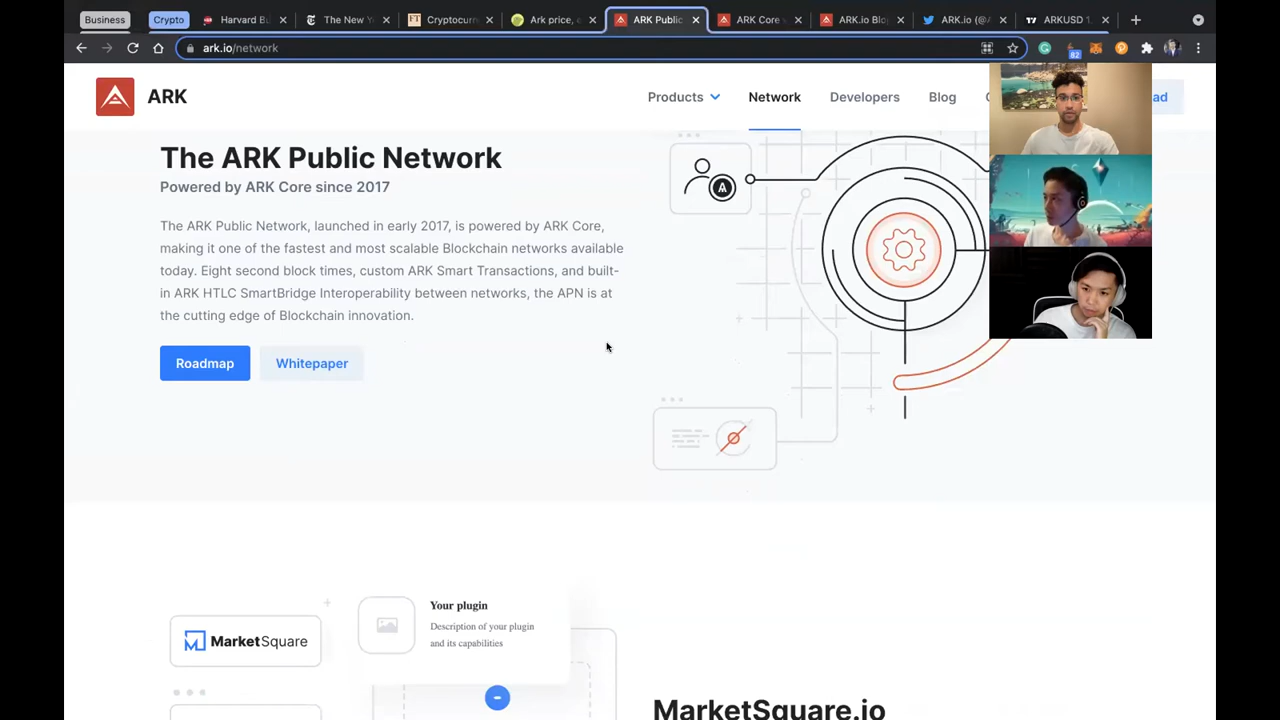 Business
Crypto
Harvard Bu
The New Y
Cryptocurr
Ark price, e
ARK Public
ARK Core
ARK.io Blo
ARK.io (@A
ARKUSD 1.
ark.io/network
82
ARK
Products
Network
Developers
Blog
ad
The ARK Public Network
Powered by ARK Core since 2017
The ARK Public Network, launched in early 2017, is powered by ARK Core,
making it one of the fastest and most scalable Blockchain networks available
today. Eight second block times, custom ARK Smart Transactions, and built-
in ARK HTLC SmartBridge Interoperability between networks, the APN is at
the cutting edge of Blockchain innovation.
Roadmap
Whitepaper
MarketSquare
Your plugin
Description of your plugin
and its capabilities
MarketSquare.io